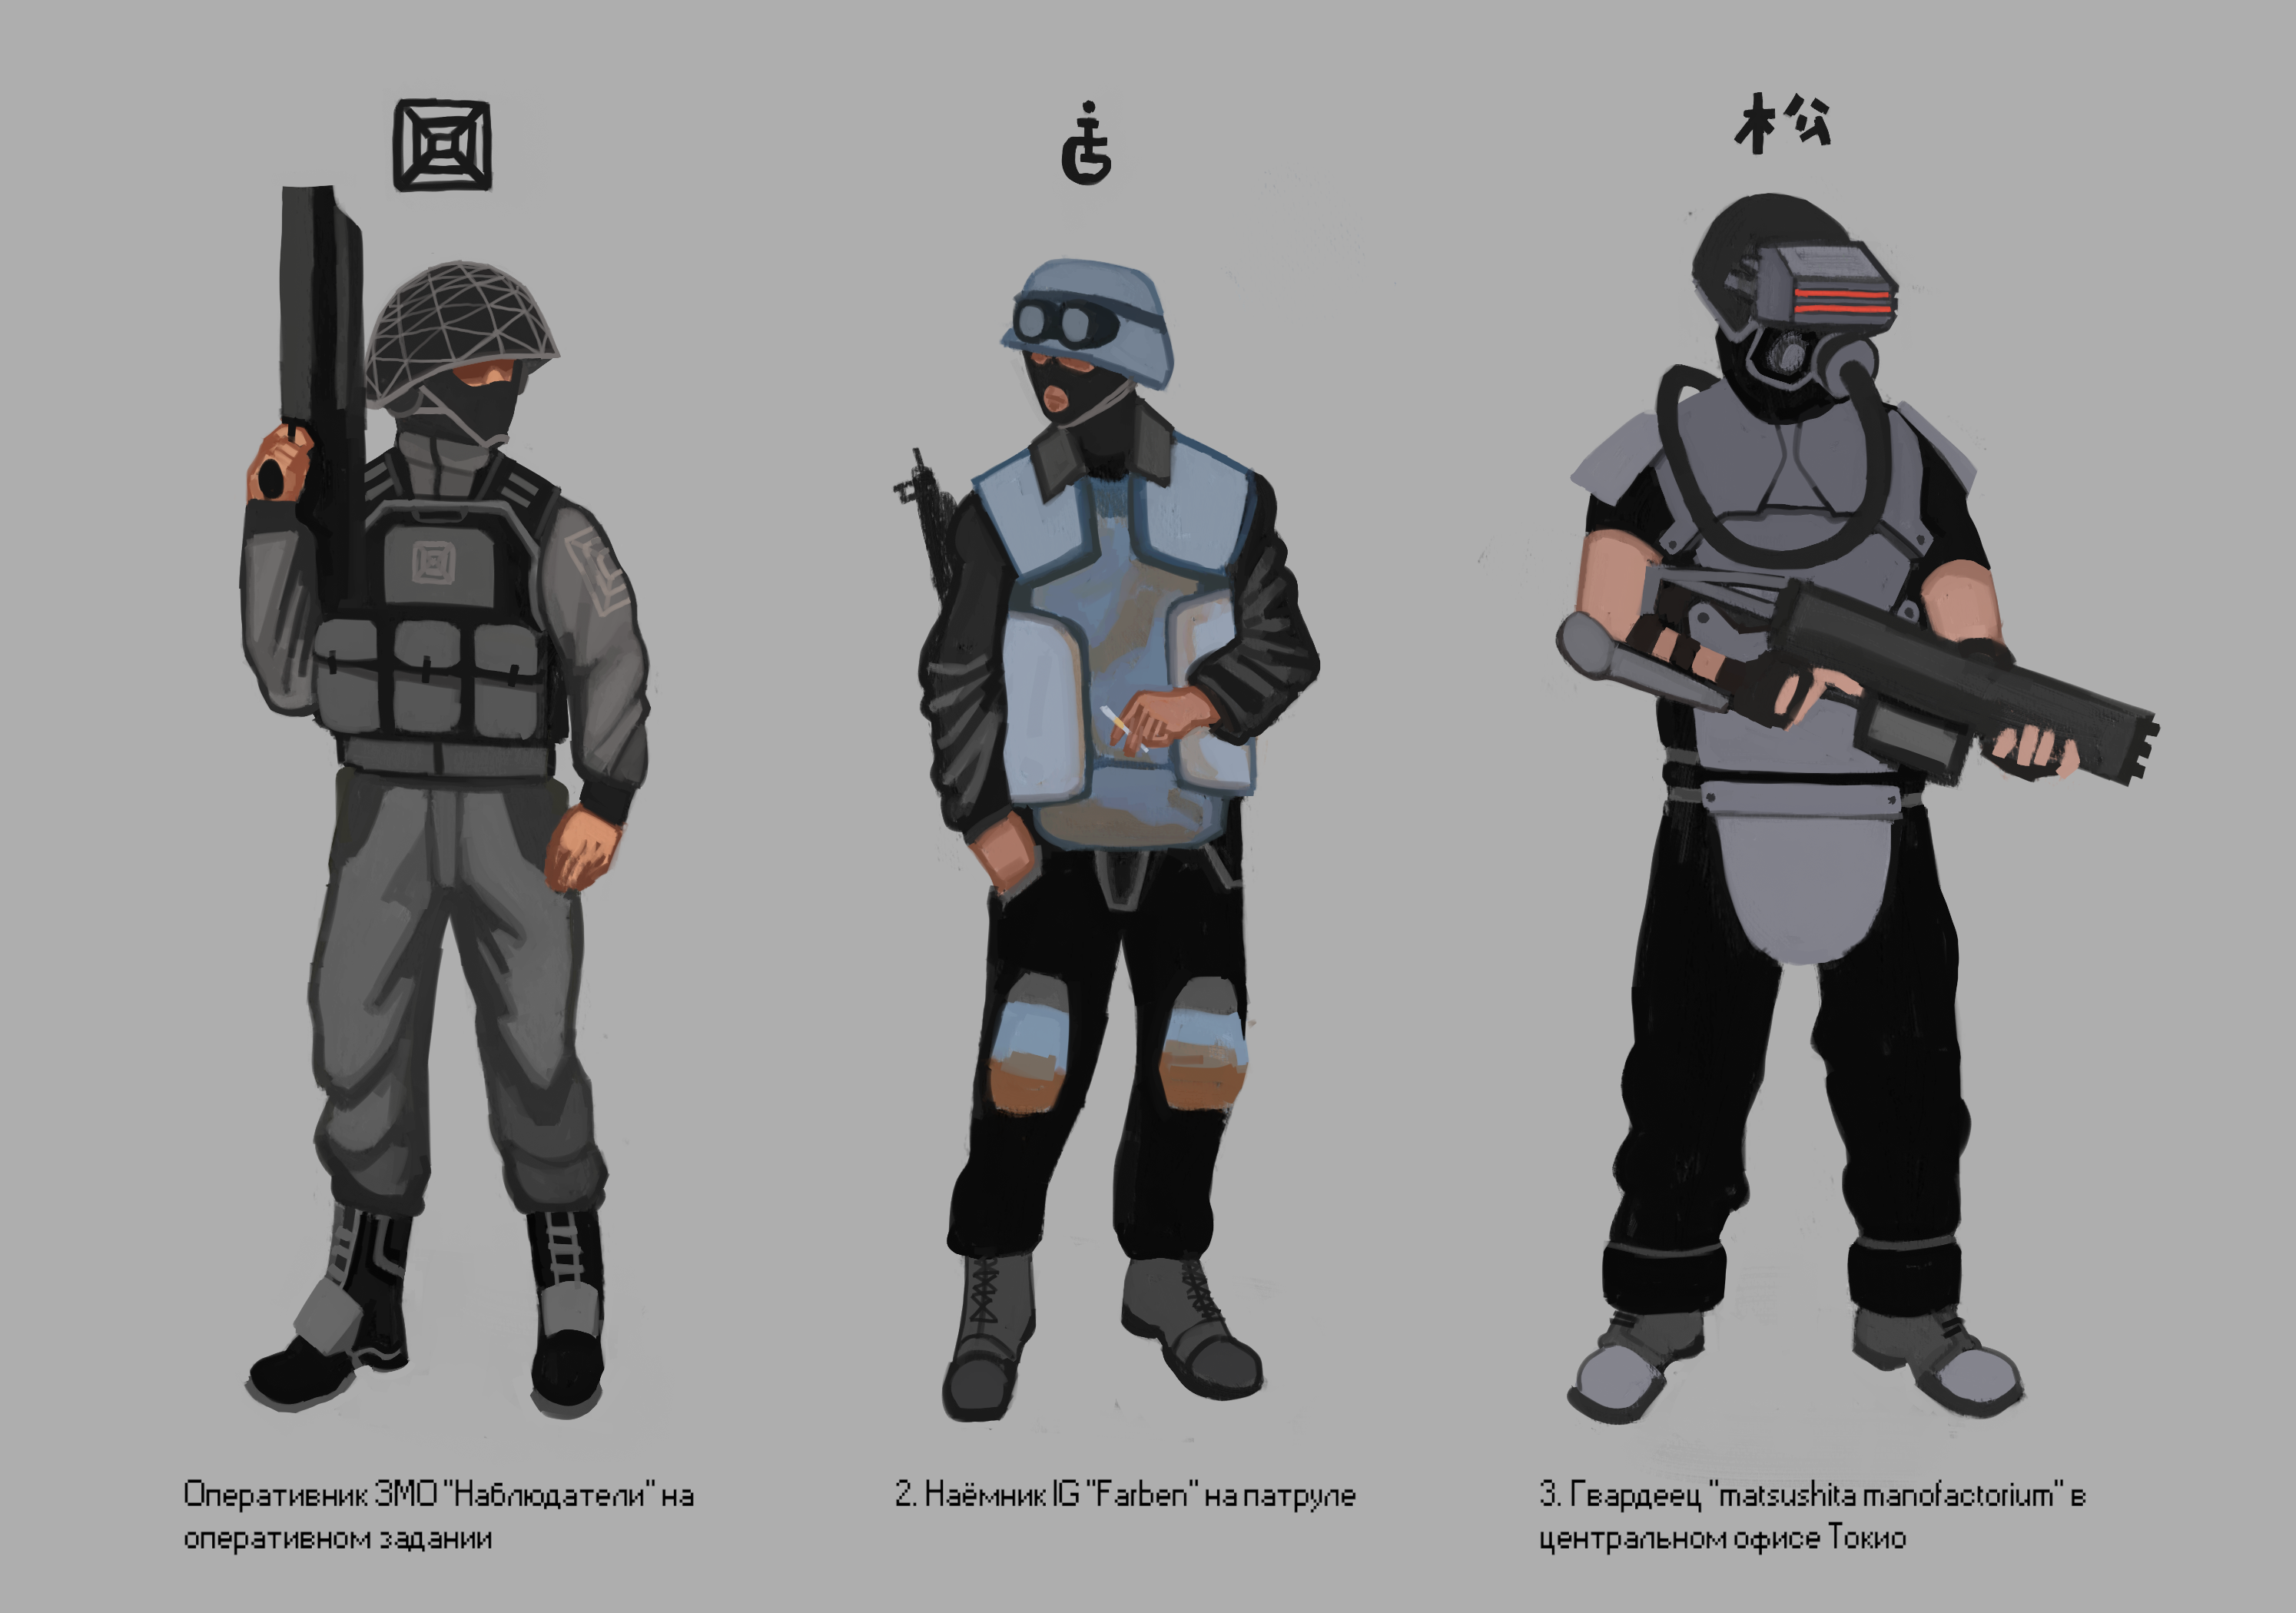 松
Оперативник ЗМО "Наблюдатели" на
оперативном задании
2. Наёмник IG "Farben" на патруле
3. Гвардеец "matsushita manofactorium" в
центральном офисе Токио